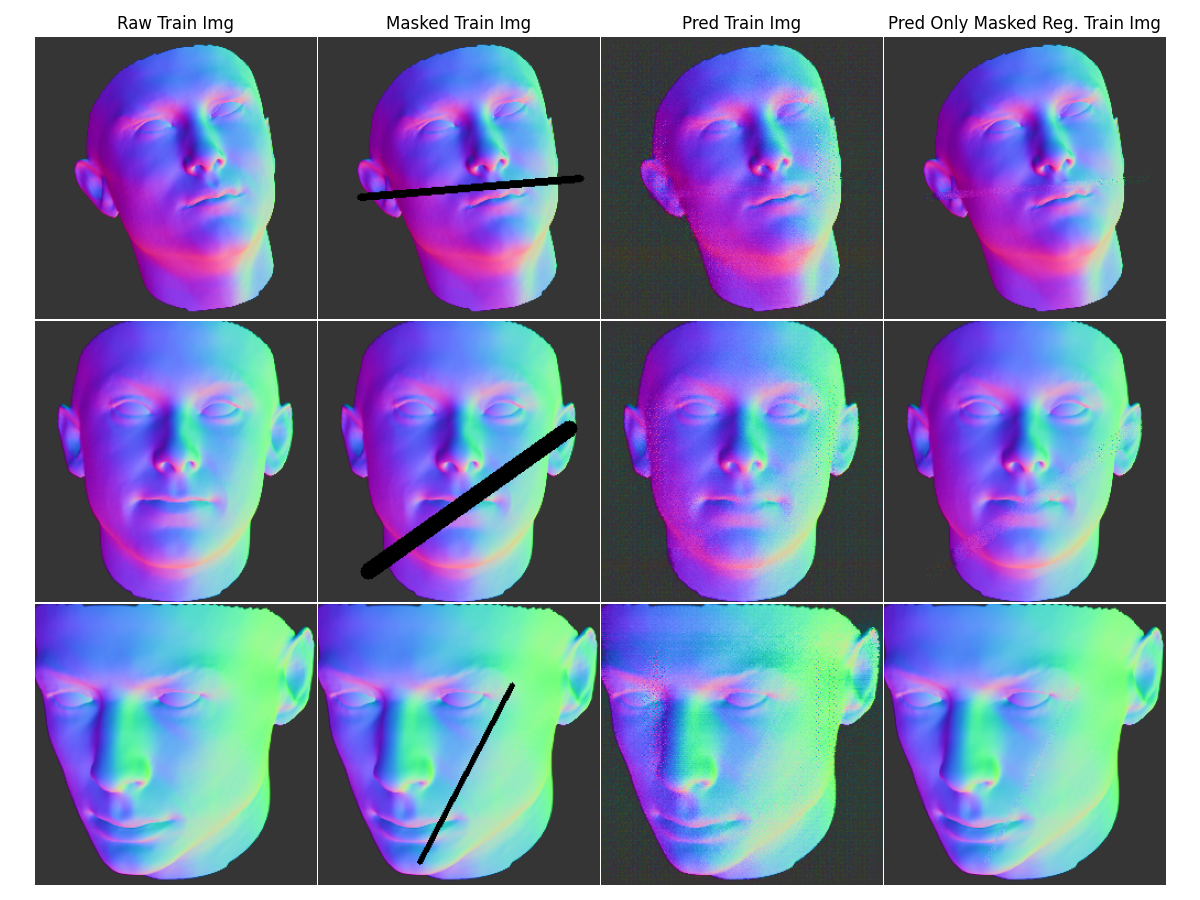 Raw Train Img
Masked Train Img
Pred Train Img
Pred Only Masked Reg. Train Img